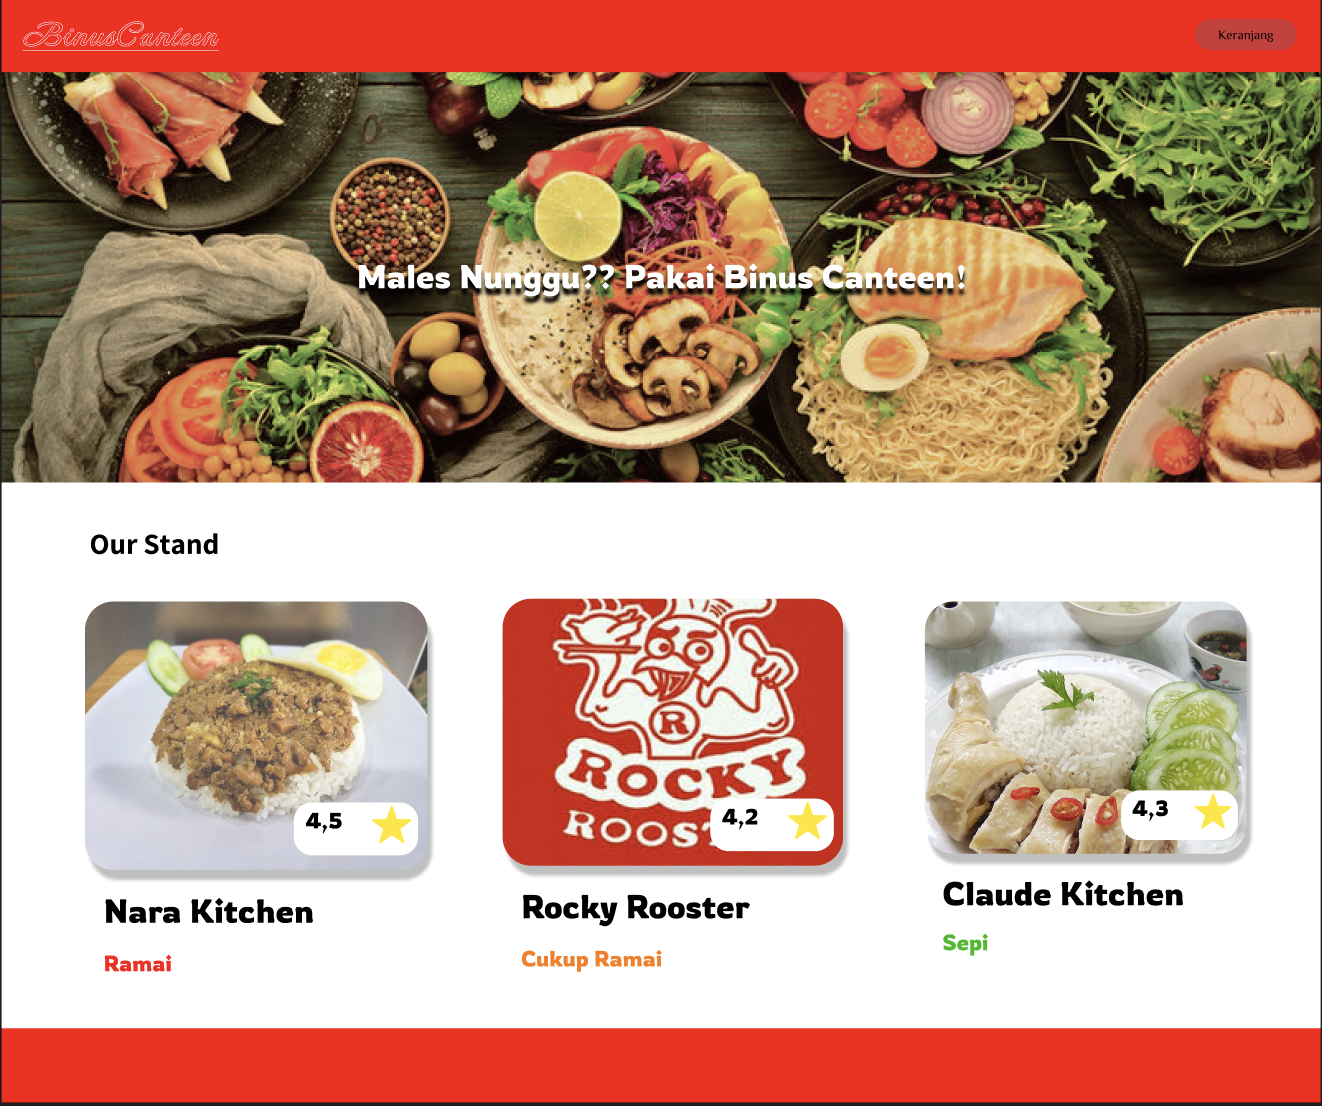 BinusCanteen
Keranjang
Males Nunggu?? Pakai Binus Canteen!
Our Stand
R
ROCKY
4,5
4,2
4,3
Nara Kitchen
Rocky Rooster
Claude Kitchen
Ramai
Cukup Ramai
Sepi